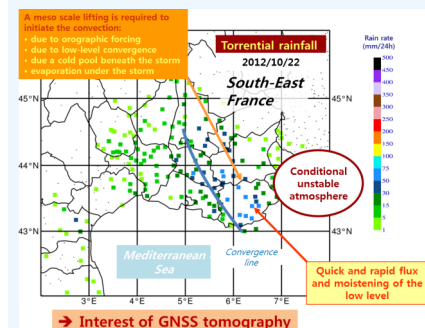 A meso scale lifting is required to
initiate the convection:
• due to orographic forcing
• due to low-level convergence
• due a cold pool beneath the storm
• evaporation under the storm
Torrential rainfall
2012/10/22
South-East
France
Rain rate
(mm/24h)
500
450
400
350
300
250
200
150
100
75
50
30
15
5
1
45°N
45°N
44°N
44°N
43°N
43°N
Conditional
unstable
atmosphere
Mediterranean
Sea
Convergence
line
Quick and rapid flux
and moistening of the
low level
3°E
4°E
5°E
6°E
7°E
➔ Interest of GNSS tomography